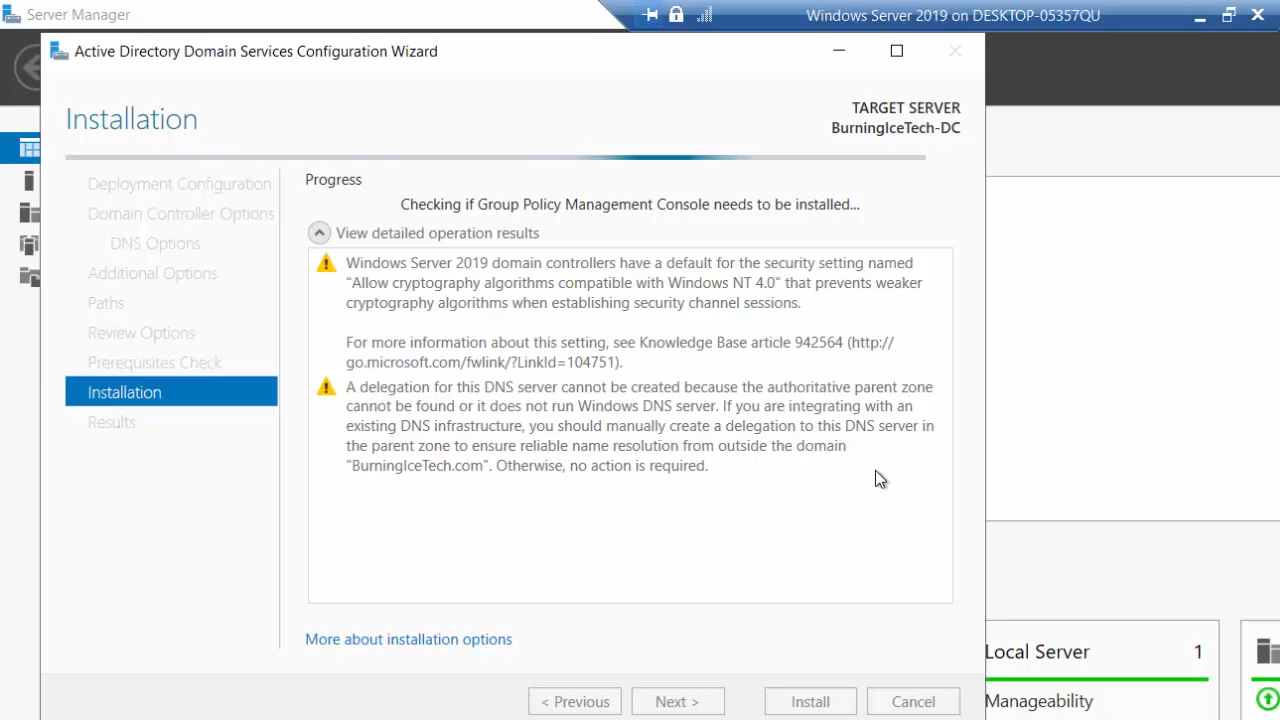 Server Manager
Windows Server 2019 on DESKTOP-05357QU
Active Directory Domain Services Configuration Wizard
Installation
TARGET SERVER
BurningIceTech-DC
Deployment Configuration
Domain Controller Options
DNS Options
Additional Options
Paths
Review Options
Prerequisites Check
Installation
Results
Progress
Checking if Group Policy Management Console needs to be installed...
View detailed operation results
Windows Server 2019 domain controllers have a default for the security setting named
"Allow cryptography algorithms compatible with Windows NT 4.0" that prevents weaker
cryptography algorithms when establishing security channel sessions.
For more information about this setting, see Knowledge Base article 942564 (http://
go.microsoft.com/fwlink/?LinkId=104751).
A delegation for this DNS server cannot be created because the authoritative parent zone
cannot be found or it does not run Windows DNS server. If you are integrating with an
existing DNS infrastructure, you should manually create a delegation to this DNS server in
the parent zone to ensure reliable name resolution from outside the domain
"BurningIceTech.com". Otherwise, no action is required.
More about installation options
< Previous
Next >
Install
Cancel
Local Server 1
Manageability